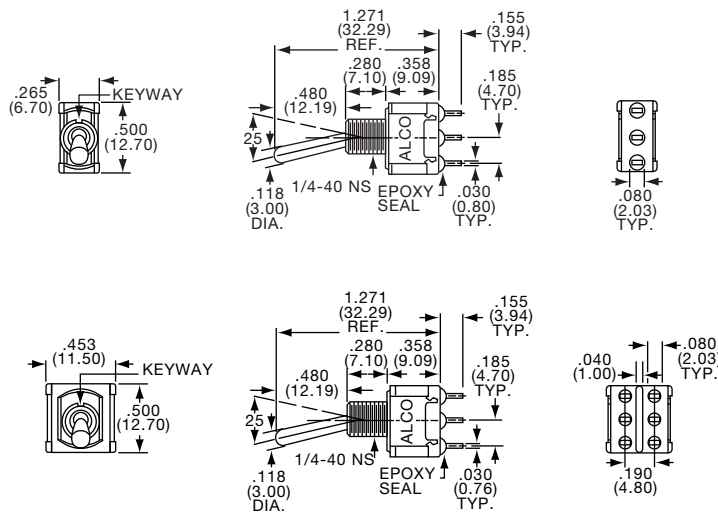 1.271
(32.29)
REF.
.155
(3.94)
TYP.
.280
(7.10)
.358
(9.09)
.185
(4.70)
TYP.
.265
(6.70)
KEYWAY
.480
(12.19)
.500
(12.70)
25
ALCO
.118
(3.00)
DIA.
1/4-40 NS
EPOXY
SEAL
.030
(0.80)
TYP.
.080
(2.03)
TYP.
1.271
(32.29)
REF.
.155
(3.94)
TYP.
.280
(7.10)
.358
(9.09)
.185
(4.70)
TYP.
.453
(11.50)
KEYWAY
.480
(12.19)
.500
(12.70)
25
ALCO
.118
(3.00)
DIA.
1/4-40 NS
EPOXY
SEAL
.030
(0.76)
TYP.
.040
(1.00)
.080
(2.03)
TYP.
.190
(4.80)